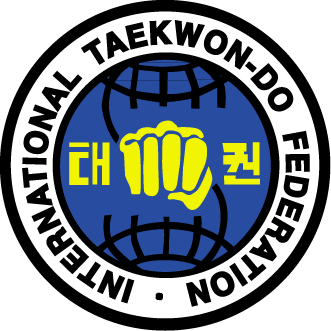 INTERNATIONAL TAEKWON-DO FEDERATION ·
태 권